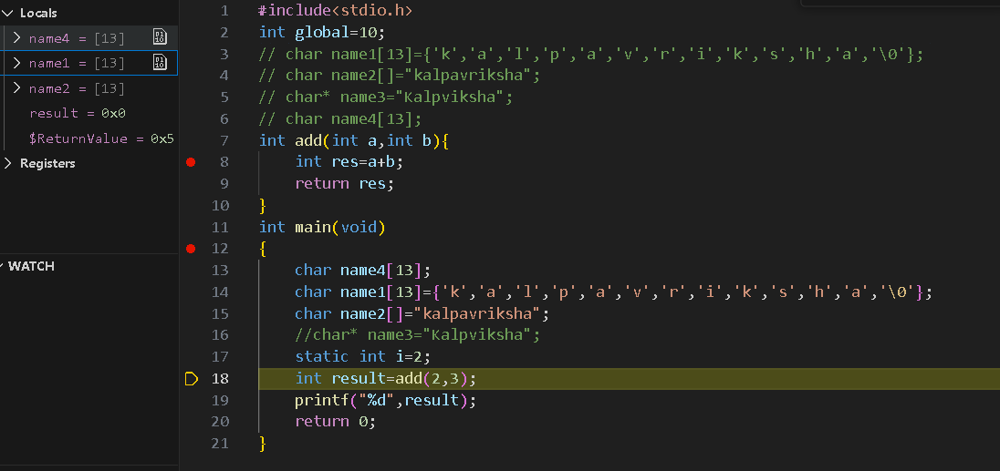 Locals
name4 = [13]
name1 = [13]
name2 = [13]
result = 0x0
$ReturnValue = 0x5
Registers
WATCH
1 #include<stdio.h>
2 int global=10;
3 // char name1[13]={'k','a','l','p','a','v','r','i','k','s','h','a','\0'};
4 // char name2[]="kalpavriksha";
5 // char* name3="Kalpviksha";
6 // char name4[13];
7 int add(int a,int b){
8 int res=a+b;
9 return res;
10 }
11 int main(void)
12 {
13 char name4[13];
14 char name1[13]={'k','a','l','p','a','v','r','i','k','s','h','a','\0'};
15 char name2[]="kalpavriksha";
16 //char* name3="Kalpviksha";
17 static int i=2;
18 int result=add(2,3);
19 printf("%d",result);
20 return 0;
21 }